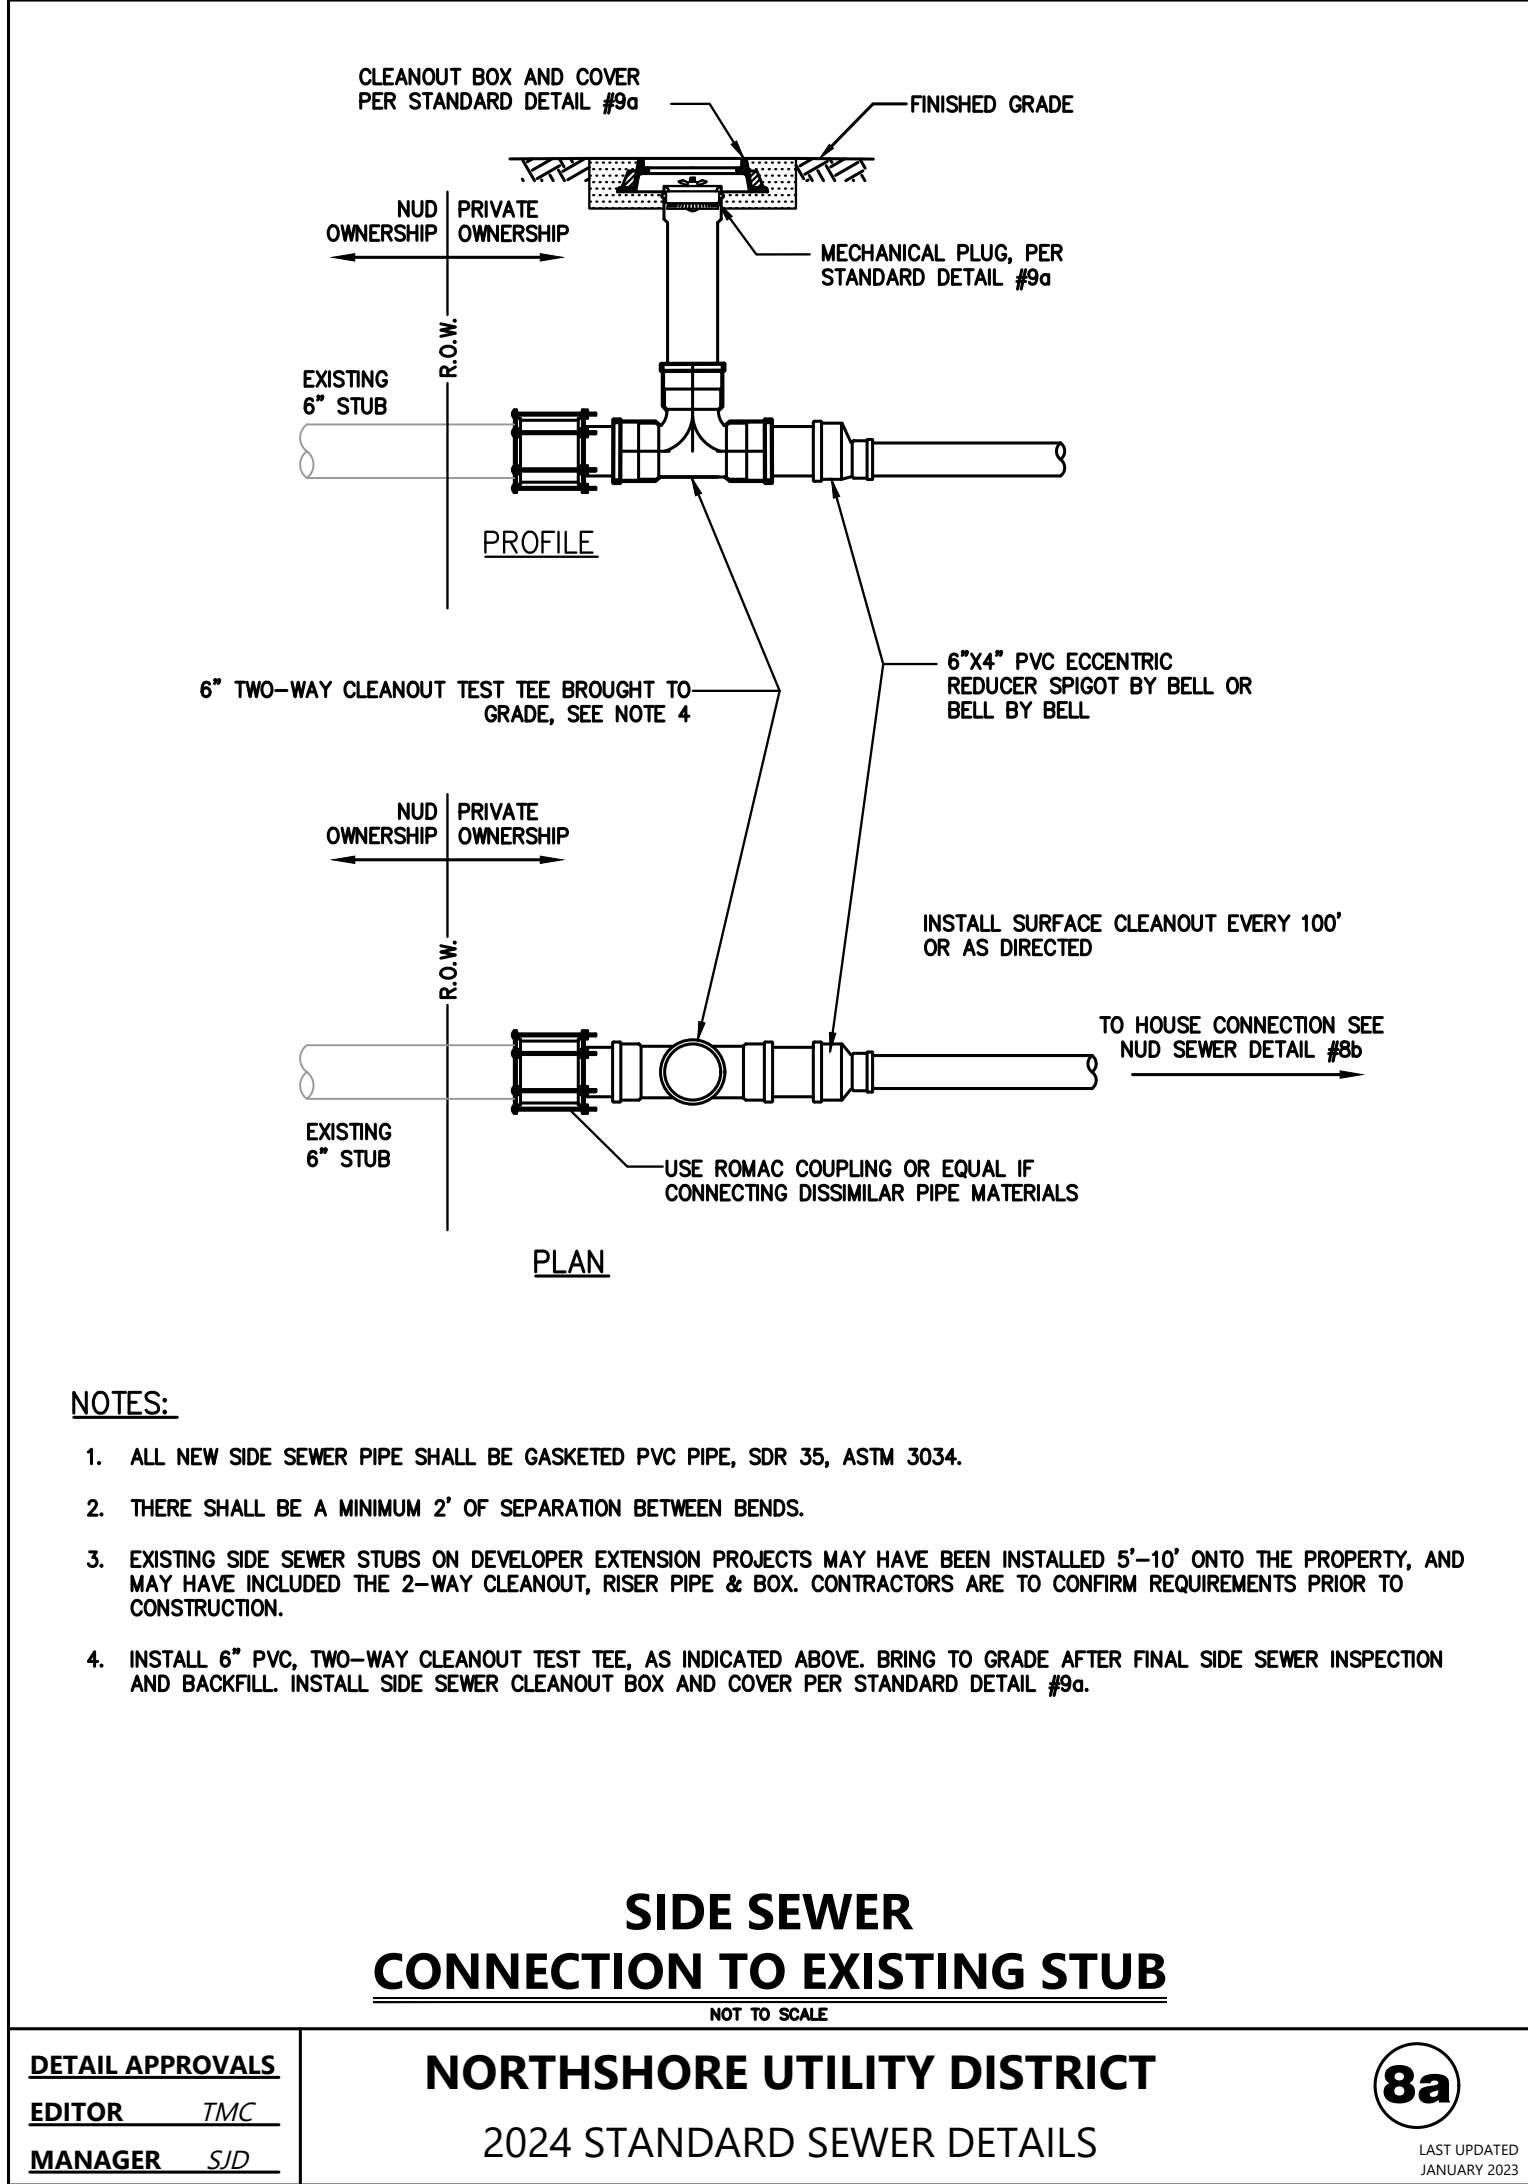 CLEANOUT BOX AND COVER
PER STANDARD DETAIL #9a
FINISHED GRADE
NUD
OWNERSHIP
PRIVATE
OWNERSHIP
MECHANICAL PLUG, PER
STANDARD DETAIL #9a
R.O.W.
EXISTING
6" STUB
PROFILE
6" TWO-WAY CLEANOUT TEST TEE BROUGHT TO
GRADE, SEE NOTE 4
6"X4" PVC ECCENTRIC
REDUCER SPIGOT BY BELL OR
BELL BY BELL
NUD
OWNERSHIP
PRIVATE
OWNERSHIP
INSTALL SURFACE CLEANOUT EVERY 100'
OR AS DIRECTED
R.O.W.
TO HOUSE CONNECTION SEE
NUD SEWER DETAIL #8b
EXISTING
6" STUB
USE ROMAC COUPLING OR EQUAL IF
CONNECTING DISSIMILAR PIPE MATERIALS
PLAN
NOTES:
1. ALL NEW SIDE SEWER PIPE SHALL BE GASKETED PVC PIPE, SDR 35, ASTM 3034.
2. THERE SHALL BE A MINIMUM 2' OF SEPARATION BETWEEN BENDS.
3. EXISTING SIDE SEWER STUBS ON DEVELOPER EXTENSION PROJECTS MAY HAVE BEEN INSTALLED 5'-10' ONTO THE PROPERTY, AND
MAY HAVE INCLUDED THE 2-WAY CLEANOUT, RISER PIPE & BOX. CONTRACTORS ARE TO CONFIRM REQUIREMENTS PRIOR TO
CONSTRUCTION.
4. INSTALL 6" PVC, TWO-WAY CLEANOUT TEST TEE, AS INDICATED ABOVE. BRING TO GRADE AFTER FINAL SIDE SEWER INSPECTION
AND BACKFILL. INSTALL SIDE SEWER CLEANOUT BOX AND COVER PER STANDARD DETAIL #9a.
SIDE SEWER
CONNECTION TO EXISTING STUB
NOT TO SCALE
DETAIL APPROVALS
EDITOR TMC
MANAGER SJD
NORTHSHORE UTILITY DISTRICT
2024 STANDARD SEWER DETAILS
8a
LAST UPDATED
JANUARY 2023